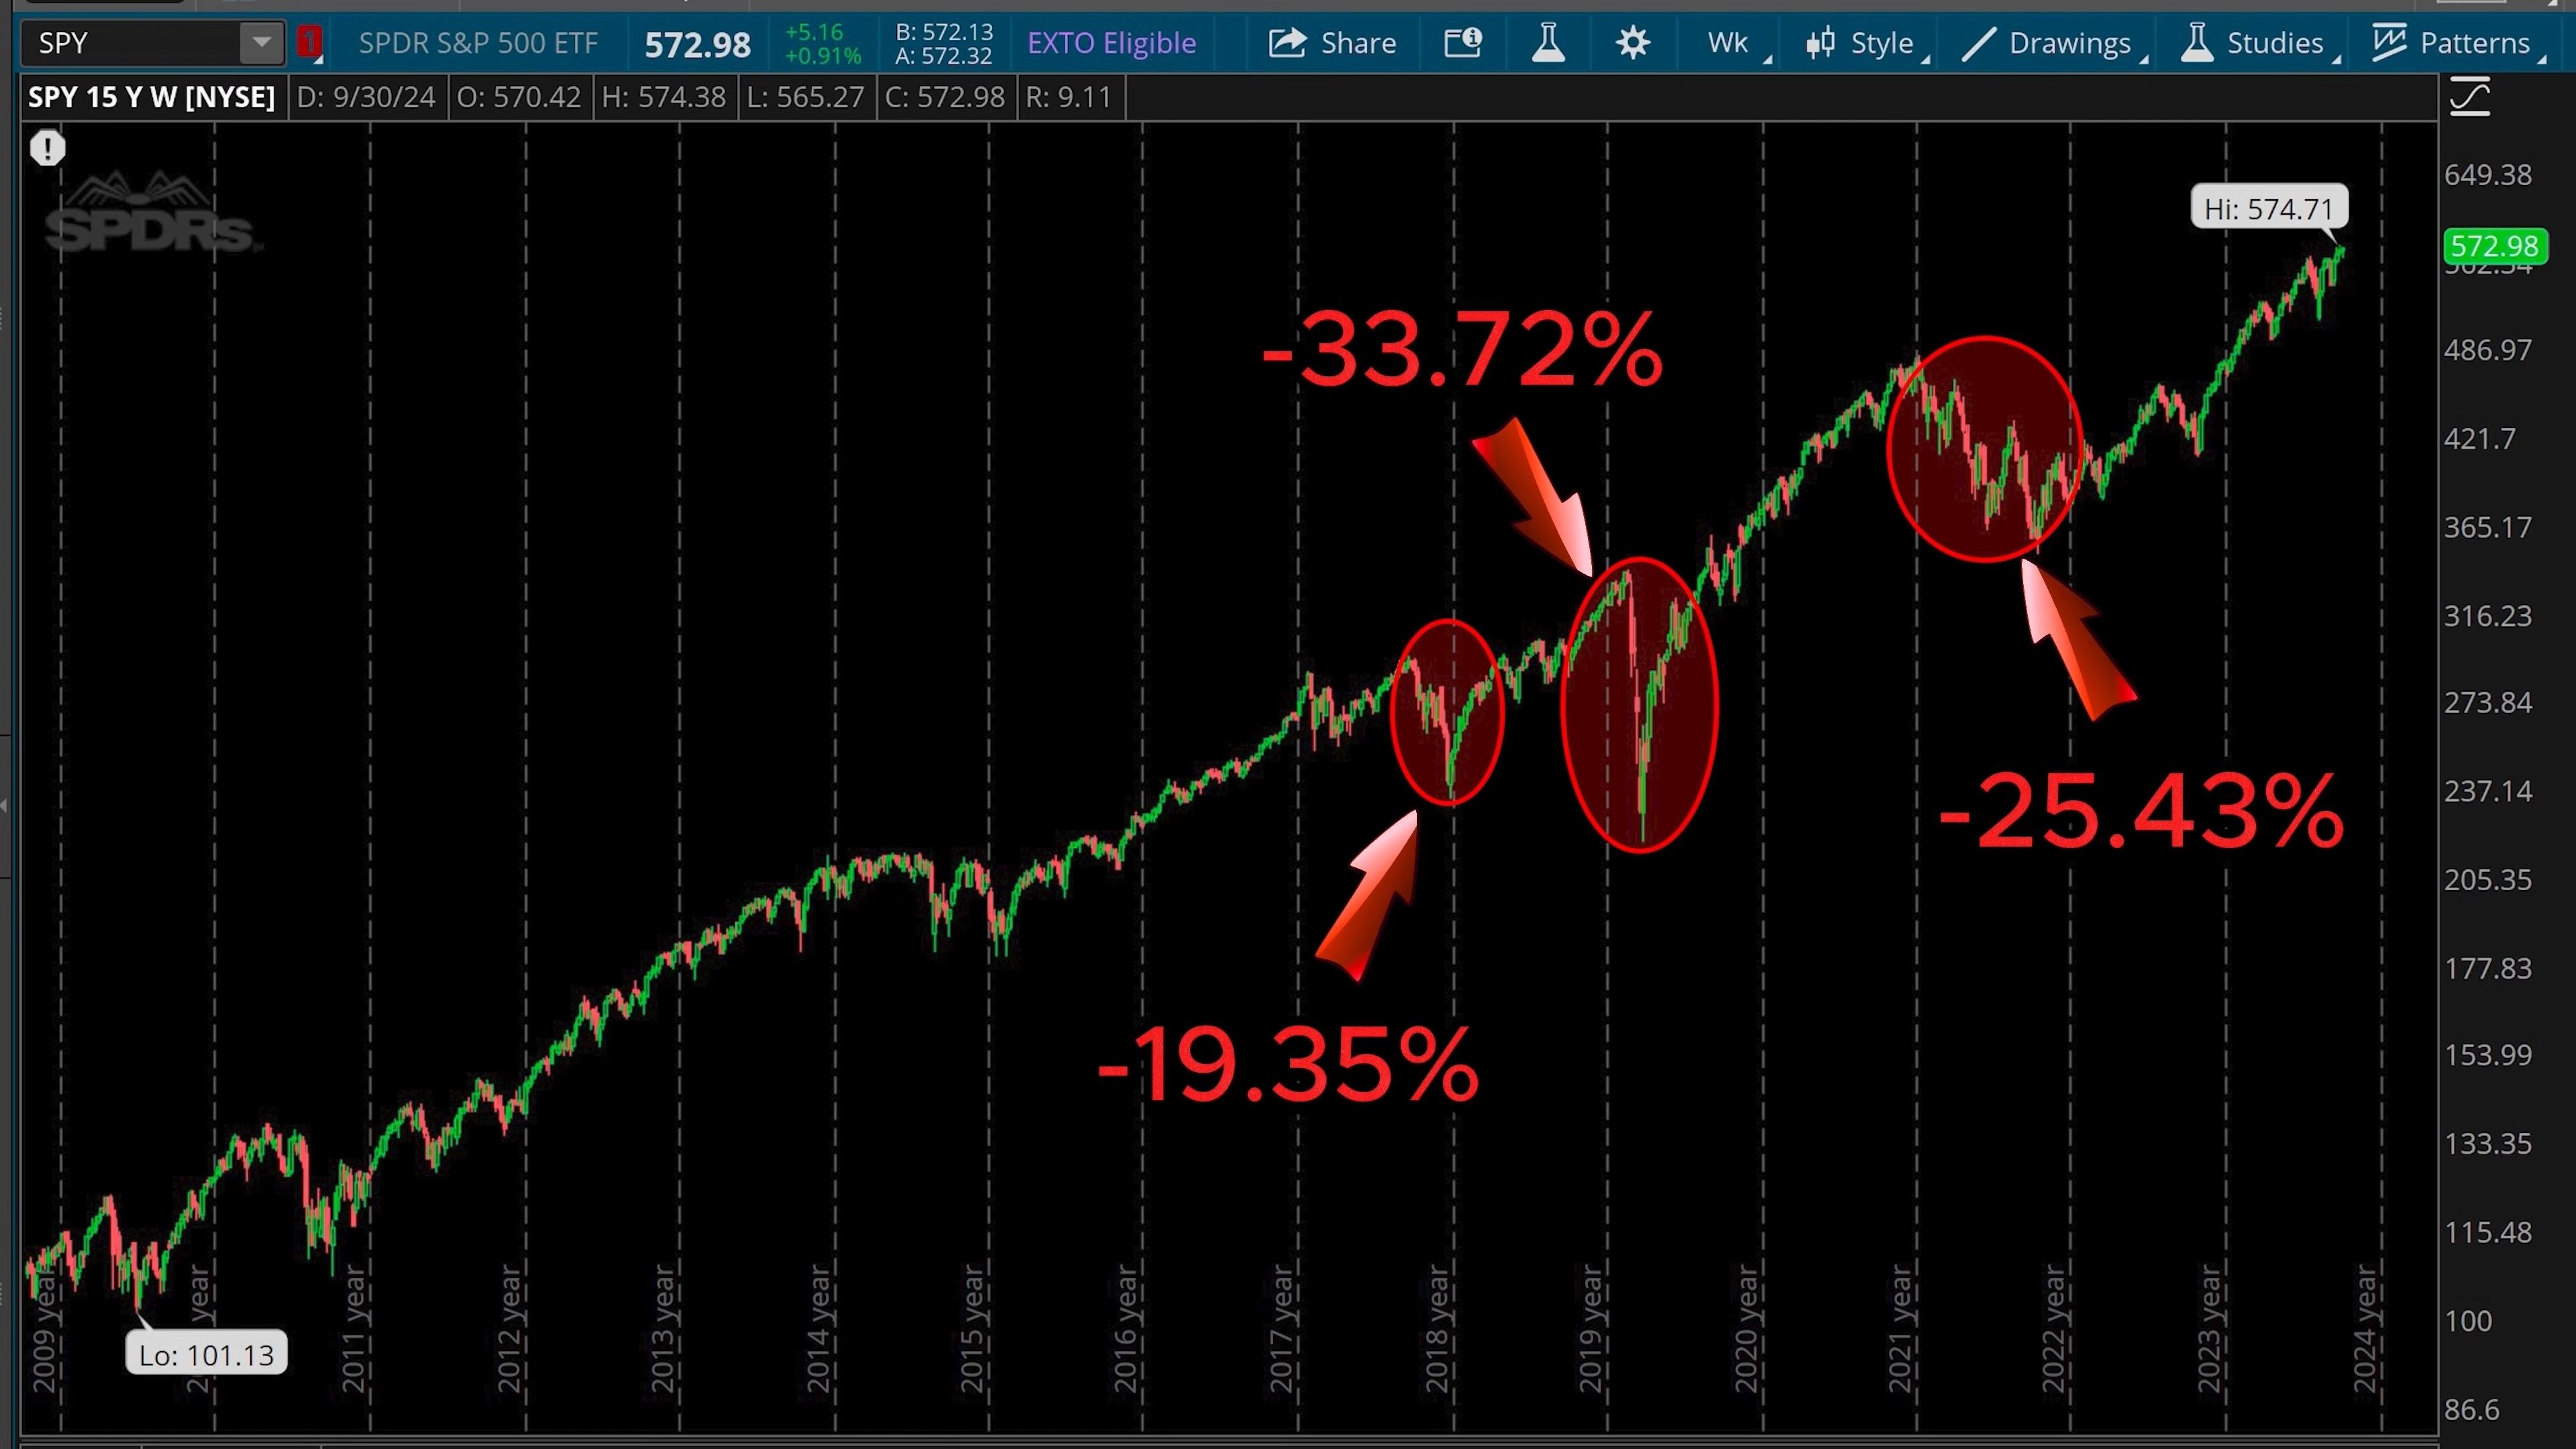 SPY
1
SPDR S&P 500 ETF
572.98
+5.16
+0.91%
B: 572.13
A: 572.32
EXTO Eligible
Share
Wk
Style
Drawings
Studies
Patterns
SPY 15 Y W [NYSE]
D: 9/30/24
O: 570.42
H: 574.38
L: 565.27
C: 572.98
R: 9.11
SPDRs
Hi: 574.71
649.38
572.98
486.97
421.7
365.17
316.23
273.84
237.14
205.35
177.83
153.99
133.35
115.48
100
86.6
-33.72%
-25.43%
-19.35%
Lo: 101.13
2009 year
year
2011 year
2012 year
2013 year
2014 year
2015 year
2016 year
2017 year
2018 year
2019 year
2020 year
2021 year
2022 year
2023 year
2024 year